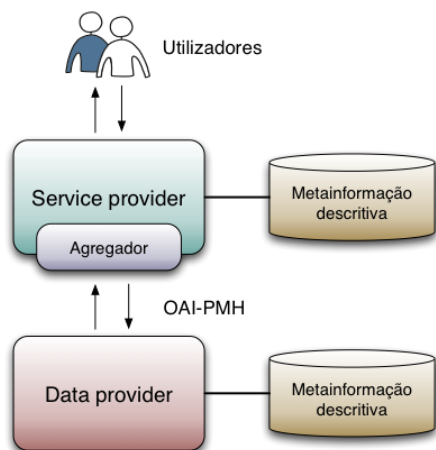 Utilizadores
Service provider
Metainformação
descritiva
Agregador
OAI-PMH
Data provider
Metainformação
descritiva